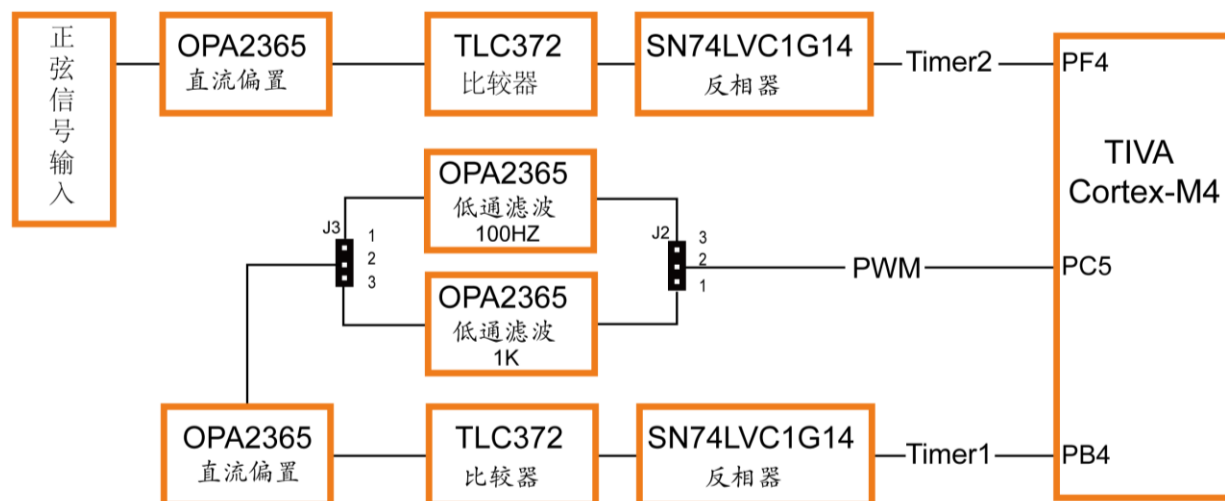 正弦信号输入
OPA2365
直流偏置
TLC372
比较器
SN74LVC1G14
反相器
Timer2
PF4
TIVA
Cortex-M4
OPA2365
低通滤波
100HZ
J3
1
2
3
J2
3
2
1
PWM
PC5
OPA2365
低通滤波
1K
OPA2365
直流偏置
TLC372
比较器
SN74LVC1G14
反相器
Timer1
PB4